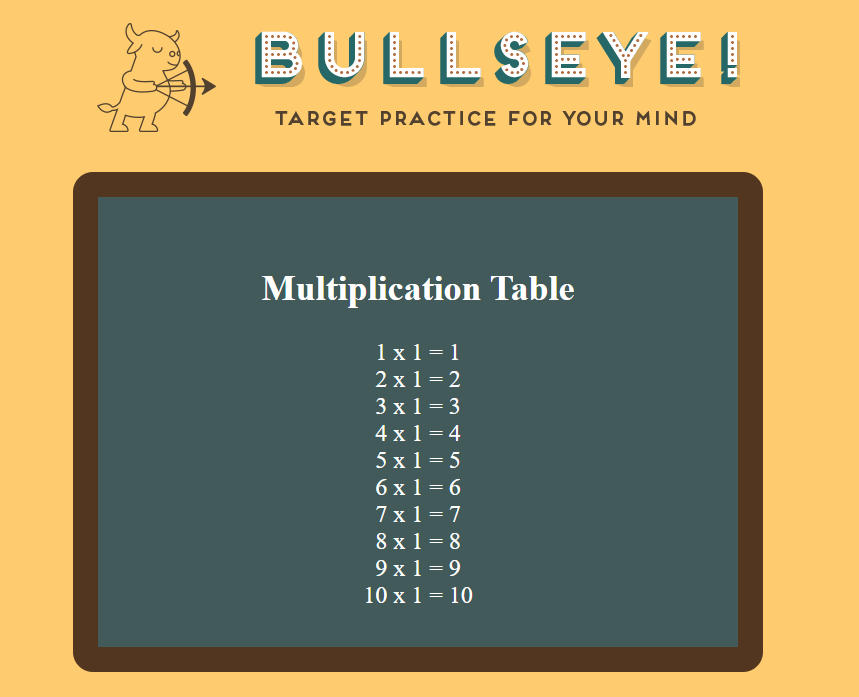 BULLSEYE!
TARGET PRACTICE FOR YOUR MIND
Multiplication Table
1 x 1 = 1
2 x 1 = 2
3 x 1 = 3
4 x 1 = 4
5 x 1 = 5
6 x 1 = 6
7 x 1 = 7
8 x 1 = 8
9 x 1 = 9
10 x 1 = 10